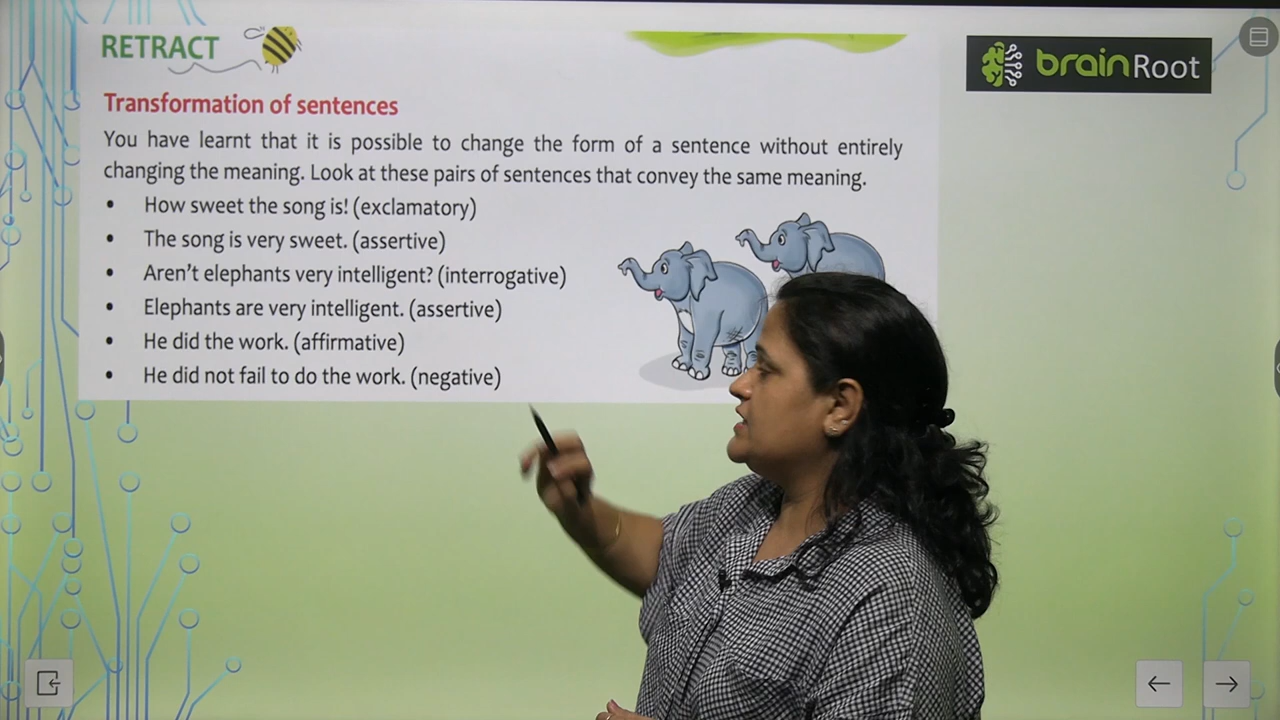 RETRACT
brainRoot
Transformation of sentences
You have learnt that it is possible to change the form of a sentence without entirely
changing the meaning. Look at these pairs of sentences that convey the same meaning.
• How sweet the song is! (exclamatory)
• The song is very sweet. (assertive)
• Aren't elephants very intelligent? (interrogative)
• Elephants are very intelligent. (assertive)
• He did the work. (affirmative)
• He did not fail to do the work. (negative)